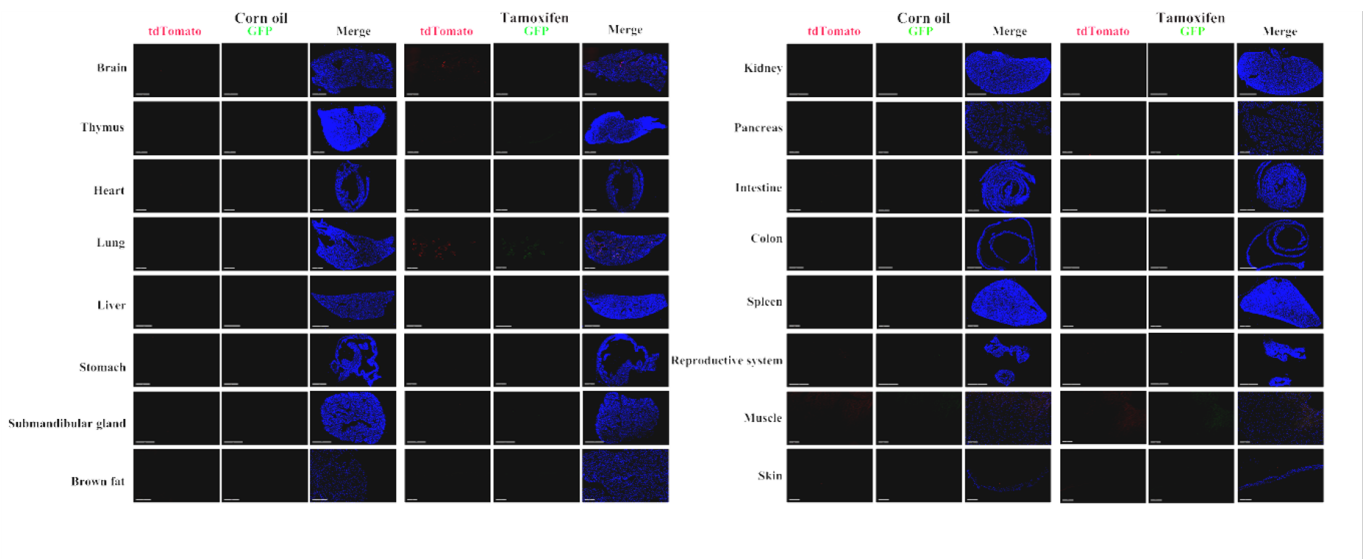 Corn oil Tamoxifen
tdTomato GFP Merge tdTomato GFP Merge
Brain
Thymus
Heart
Lung
Liver
Stomach
Submandibular gland
Brown fat
Corn oil Tamoxifen
tdTomato GFP Merge tdTomato GFP Merge
Kidney
Pancreas
Intestine
Colon
Spleen
Reproductive system
Muscle
Skin